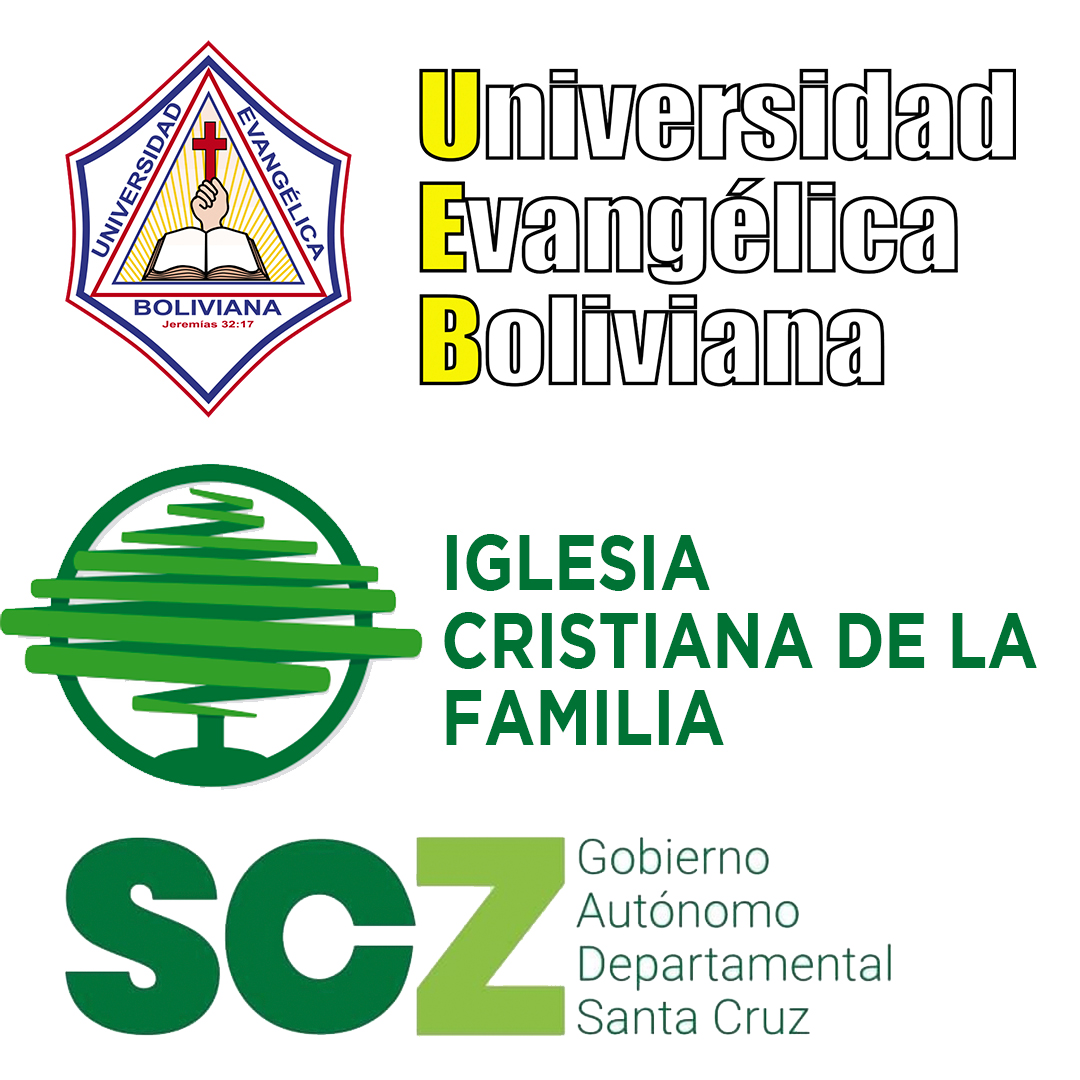 UNIVERSIDAD
EVANGÉLICA
BOLIVIANA
Jeremías 32:17
Universidad
Evangélica
Boliviana
IGLESIA
CRISTIANA DE LA
FAMILIA
SCZ
Gobierno
Autónomo
Departamental
Santa Cruz